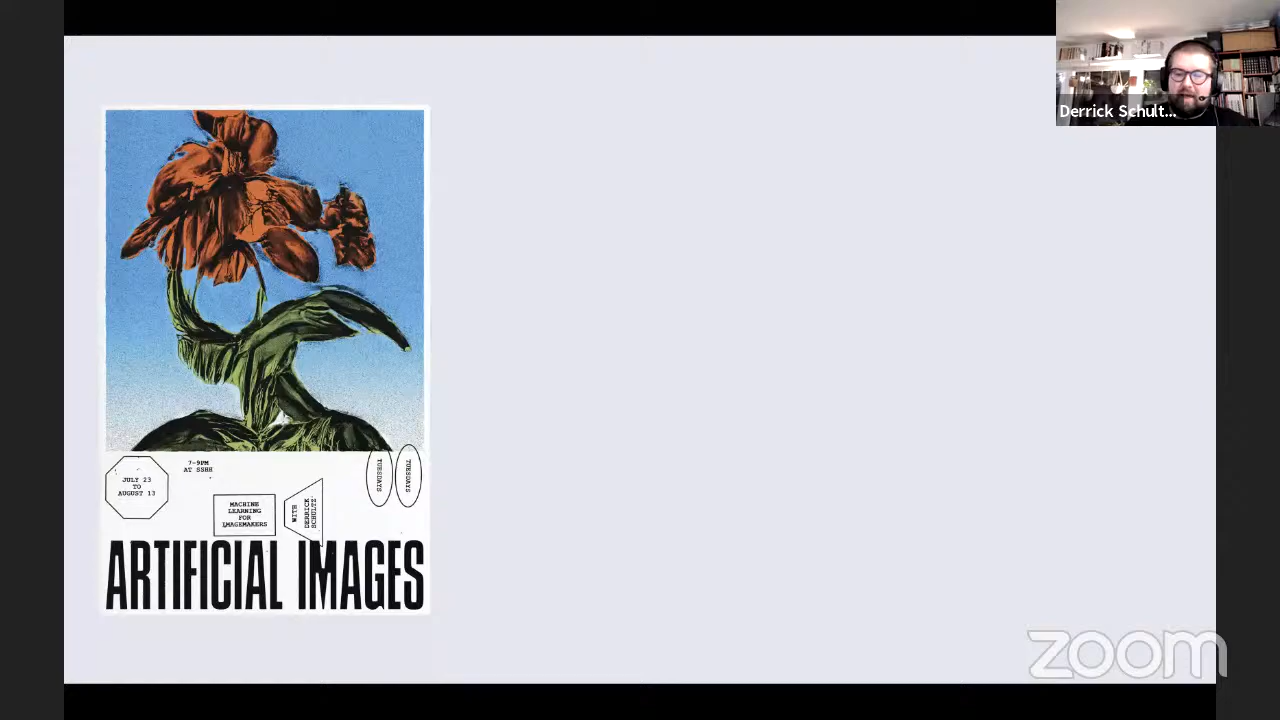 Derrick Schult...
7–9PM
AT SSHH
JULY 23
TO
AUGUST 13
TUESDAYS
TUESDAYS
MACHINE
LEARNING
FOR
IMAGEMAKERS
WITH
DERRICK
SCHULTZ
ARTIFICIAL IMAGES
zoom